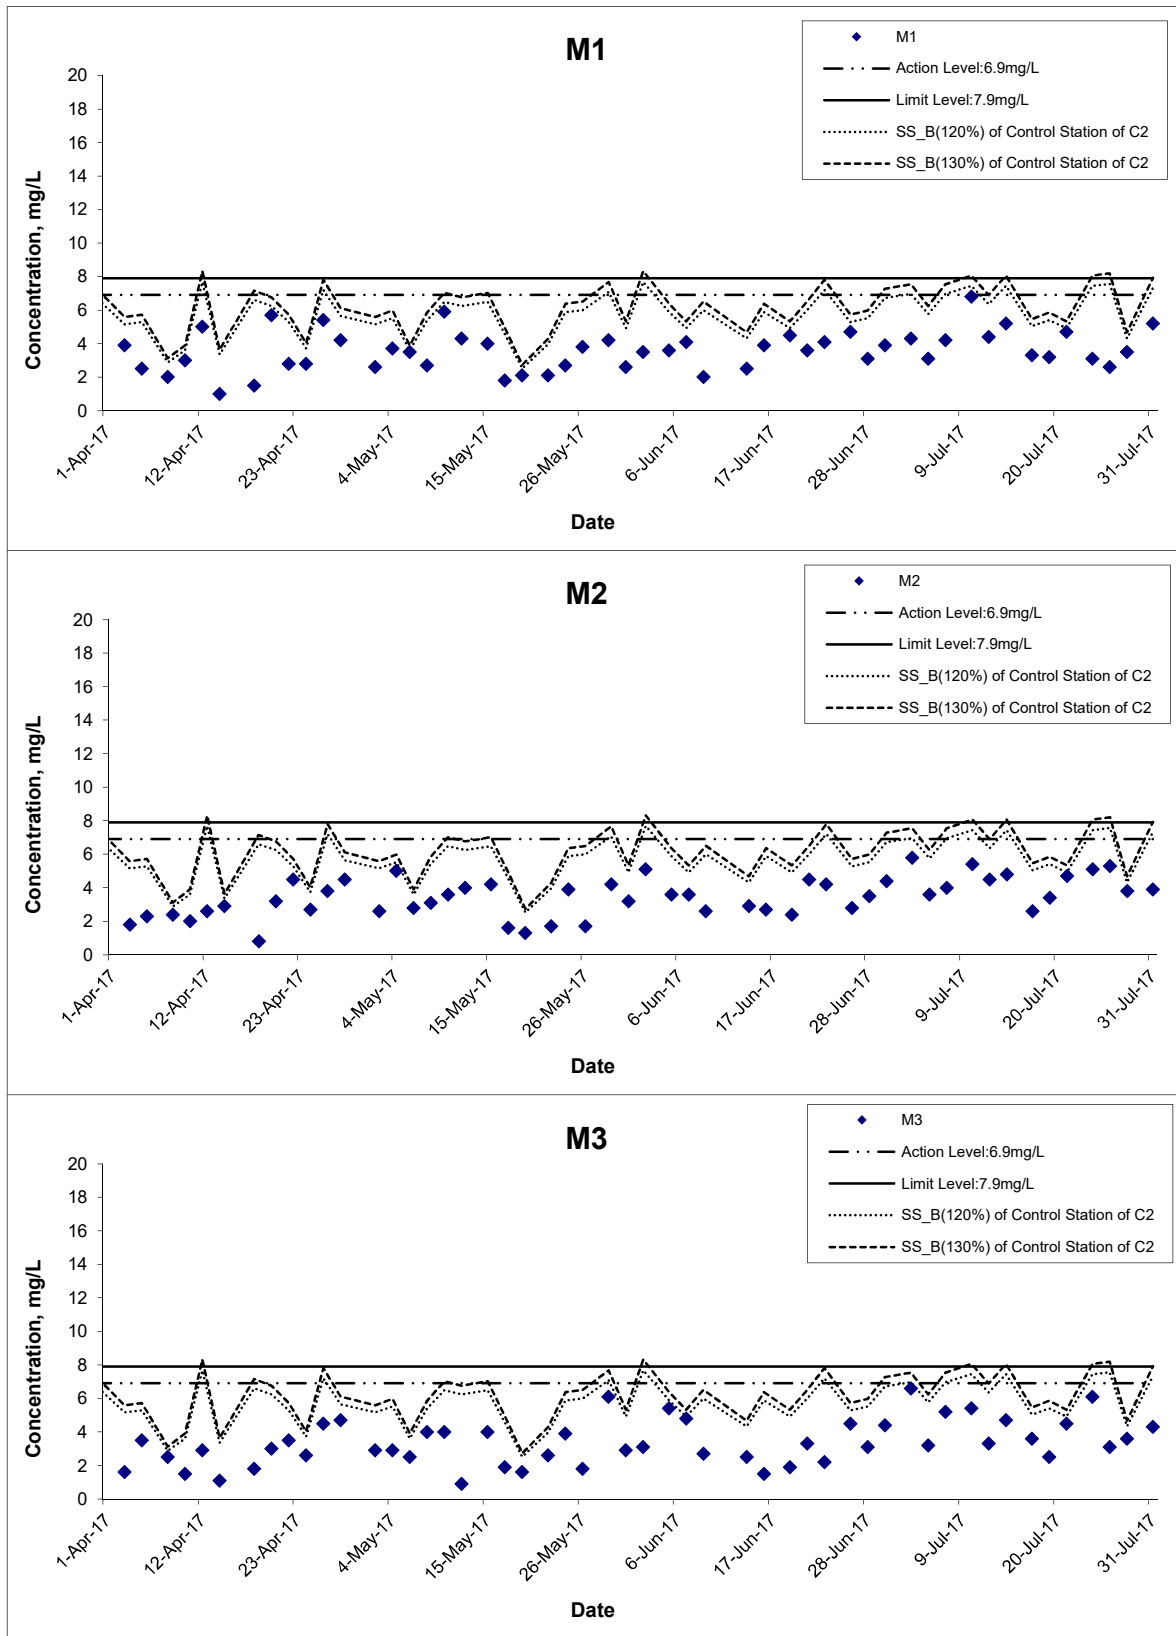 M1
M1
Action Level:6.9mg/L
Limit Level:7.9mg/L
SS_B(120%) of Control Station of C2
SS_B(130%) of Control Station of C2
Concentration, mg/L
20
18
16
14
12
10
8
6
4
2
0
1-Apr-17
12-Apr-17
23-Apr-17
4-May-17
15-May-17
26-May-17
6-Jun-17
17-Jun-17
28-Jun-17
9-Jul-17
20-Jul-17
31-Jul-17
Date
M2
M2
Action Level:6.9mg/L
Limit Level:7.9mg/L
SS_B(120%) of Control Station of C2
SS_B(130%) of Control Station of C2
Concentration, mg/L
20
18
16
14
12
10
8
6
4
2
0
1-Apr-17
12-Apr-17
23-Apr-17
4-May-17
15-May-17
26-May-17
6-Jun-17
17-Jun-17
28-Jun-17
9-Jul-17
20-Jul-17
31-Jul-17
Date
M3
M3
Action Level:6.9mg/L
Limit Level:7.9mg/L
SS_B(120%) of Control Station of C2
SS_B(130%) of Control Station of C2
Concentration, mg/L
20
18
16
14
12
10
8
6
4
2
0
1-Apr-17
12-Apr-17
23-Apr-17
4-May-17
15-May-17
26-May-17
6-Jun-17
17-Jun-17
28-Jun-17
9-Jul-17
20-Jul-17
31-Jul-17
Date